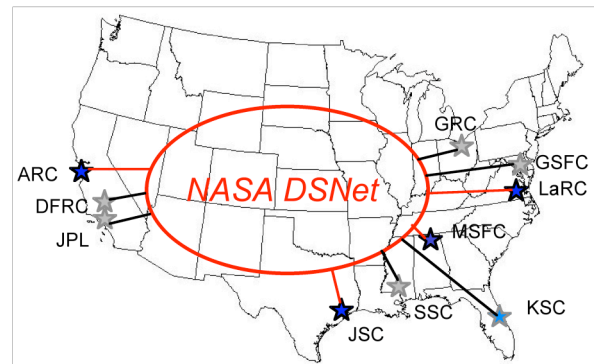 GRC
GSFC
ARC
NASA DSNet
LaRC
DFRC
JPL
MSFC
KSC
SSC
JSC